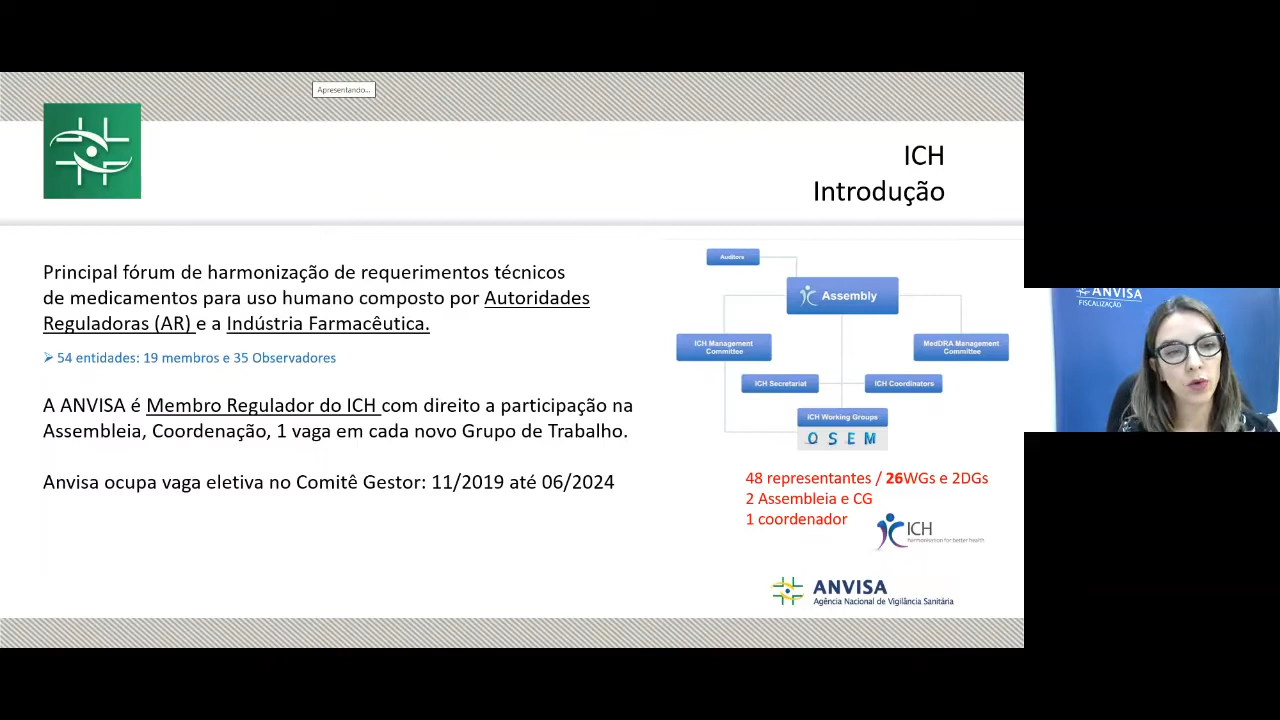 Apresentando...
ICH
Introdução
Principal fórum de harmonização de requerimentos técnicos
de medicamentos para uso humano composto por Autoridades
Reguladoras (AR) e a Indústria Farmacêutica.
54 entidades: 19 membros e 35 Observadores
A ANVISA é Membro Regulador do ICH com direito a participação na
Assembleia, Coordenação, 1 vaga em cada novo Grupo de Trabalho.
Anvisa ocupa vaga eletiva no Comitê Gestor: 11/2019 até 06/2024
Auditors
Assembly
ICH Management
Committee
MedDRA Management
Committee
ICH Secretariat
ICH Coordinators
ICH Working Groups
O S E M
48 representantes / 26WGs e 2DGs
2 Assembleia e CG
1 coordenador
ICH
harmonisation for better health
ANVISA
Agência Nacional de Vigilância Sanitária
ANVISA
FISCALIZAÇÃO